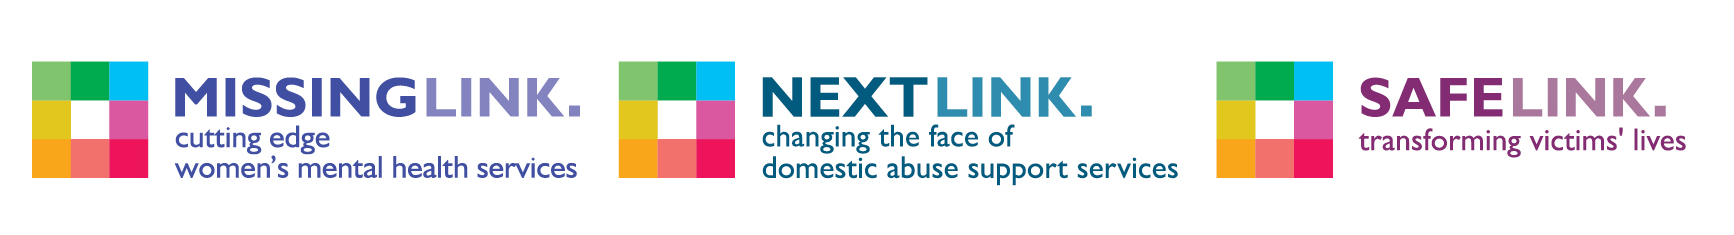 MISSINGLINK.
cutting edge
women’s mental health services
NEXTLINK.
changing the face of
domestic abuse support services
SAFELINK.
transforming victims' lives